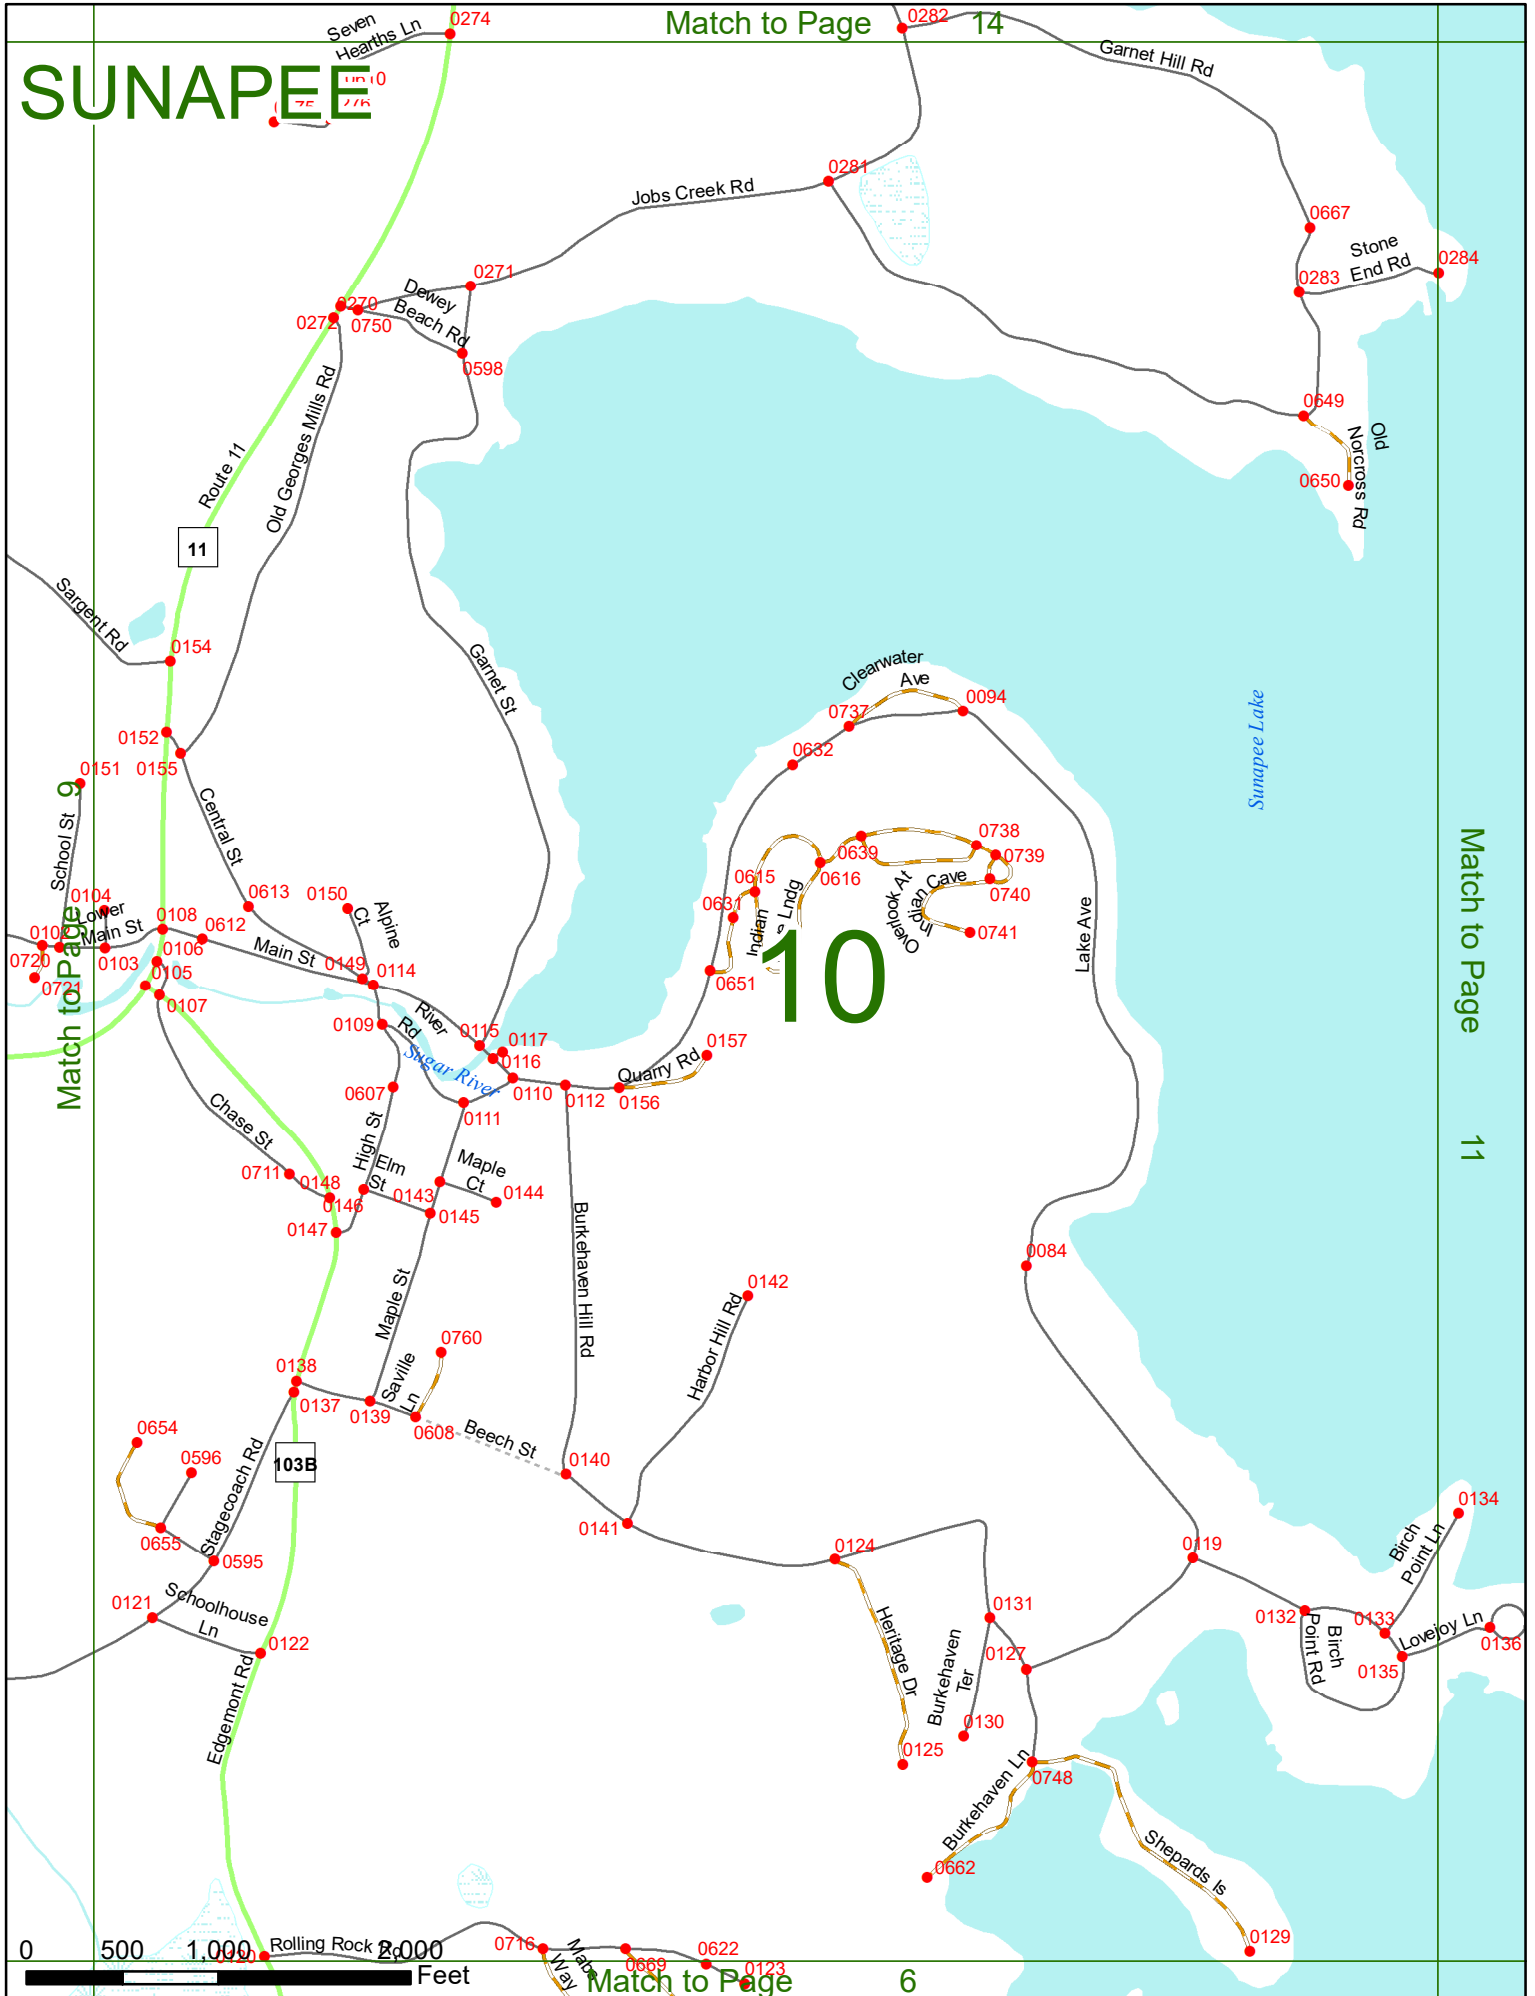 Match to Page 14
0274
0282
Seven
Hearths Ln
Garnet Hill Rd
SUNAPEE
0281
Jobs Creek Rd
0667
Stone
End Rd
0284
0283
0271
Dewey
Beach Rd
0270
0272
0750
0598
0649
Old
Norcross Rd
0650
Old Georges Mills Rd
Route 11
11
Sargent Rd
0154
Garnet St
Clearwater
Ave
0094
0737
0632
Sunapee Lake
0152
0155
0151
Match to Page 9
School St
Central St
0738
0739
0639
0616
0740
0615
0631
Indian
Lndg
Overlook At
Indian Cave
0741
0651
10
Lake Ave
Match to Page 11
0104
Lower
Main St
0103
0720
0721
0108
0612
0613
0106
0105
0107
Main St
0150
Alpine
Ct
0149
0114
River
Rd
0109
Sugar River
0115
0117
0116
0110
0111
0112
0156
Quarry Rd
0157
0607
High St
Chase St
0711
0148
0146
0147
Elm
St
0143
Maple
Ct
0144
0145
Burkehaven Hill Rd
0084
0142
Harbor Hill Rd
Maple St
0760
Saville
Ln
0138
0137
0139
0608
Beech St
0140
0141
103B
0654
0596
Stagecoach Rd
0655
0595
0121
Schoolhouse
Ln
0122
Edgemont Rd
0124
Heritage Dr
0125
0131
0127
Burkehaven
Ter
0130
0119
0134
Birch
Point Ln
0132
0133
Birch
Point Rd
0135
Lovejoy Ln
0136
0748
Burkehaven Ln
0662
Shepards Is
0129
0 500 1,000 2,000
Feet
0120
Rolling Rock Rd
0716
Mabs
Way
0669
0622
0123
Match to Page 6